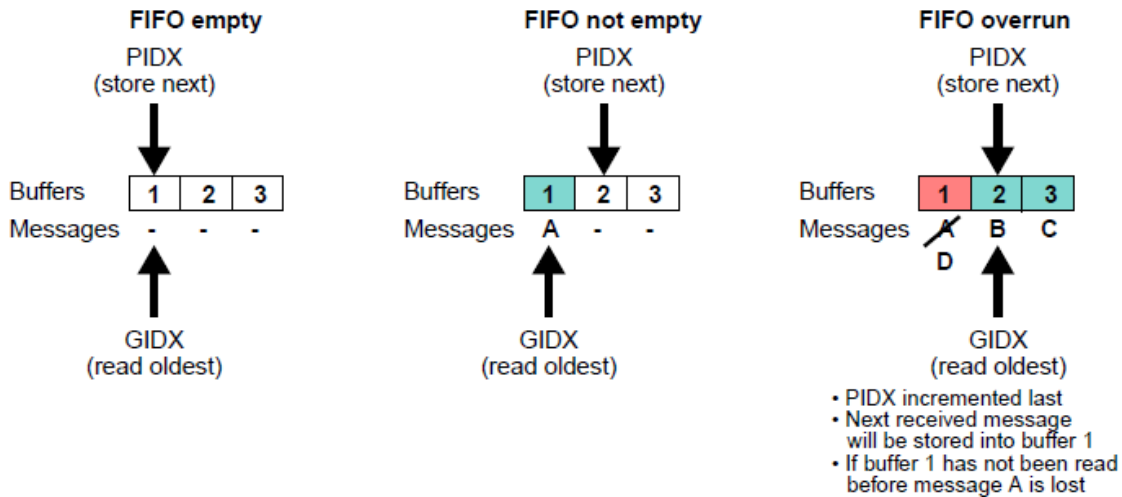 FIFO empty
PIDX
(store next)
Buffers 1 2 3
Messages - - -
GIDX
(read oldest)
FIFO not empty
PIDX
(store next)
Buffers 1 2 3
Messages A - -
GIDX
(read oldest)
FIFO overrun
PIDX
(store next)
Buffers 1 2 3
Messages A B C
D
GIDX
(read oldest)
• PIDX incremented last
• Next received message
will be stored into buffer 1
• If buffer 1 has not been read
before message A is lost